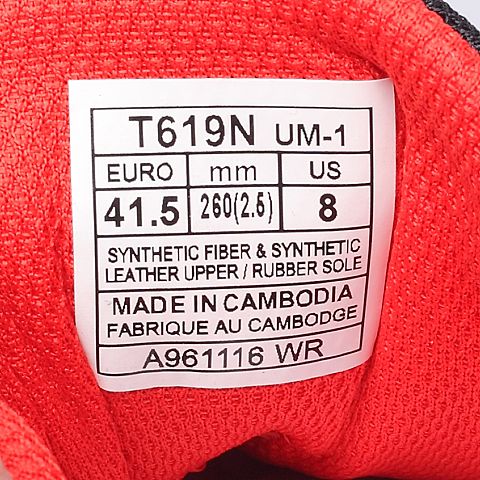 T619N UM-1
EURO mm US
41.5 260(2.5) 8
SYNTHETIC FIBER & SYNTHETIC
LEATHER UPPER / RUBBER SOLE
MADE IN CAMBODIA
FABRIQUE AU CAMBODGE
A961116 WR